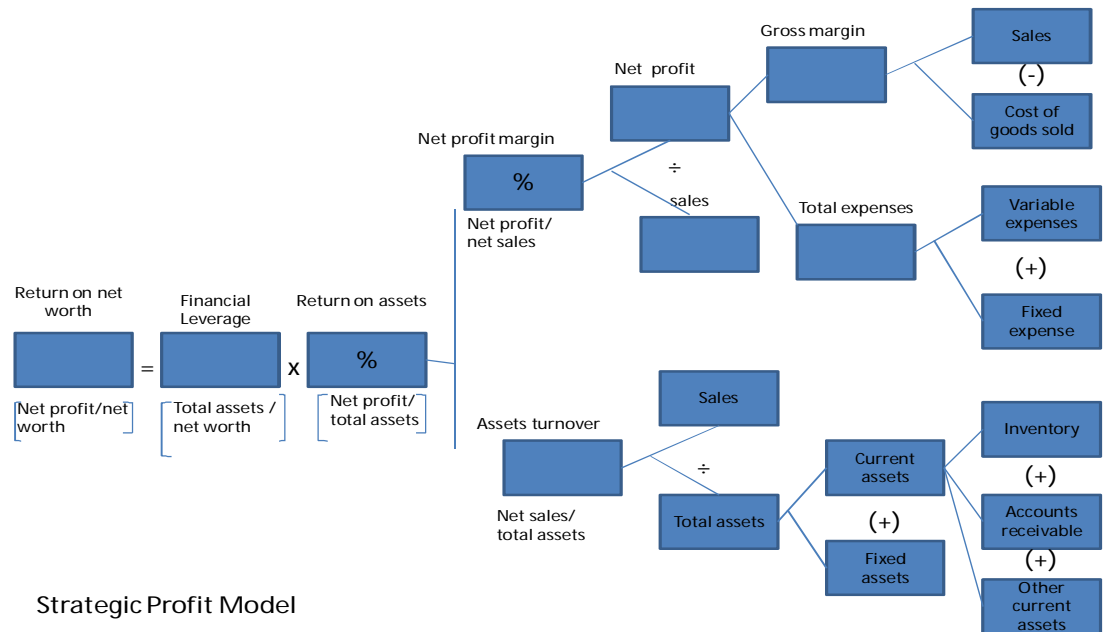 Gross margin
Sales
(-)
Cost of
goods sold
Net profit
Net profit margin
%
Net profit/
net sales
÷
sales
Total expenses
Variable
expenses
(+)
Fixed
expense
Return on net
worth
Financial
Leverage
Return on assets
=
x
%
Net profit/net
worth
Total assets /
net worth
Net profit/
total assets
Assets turnover
Net sales/
total assets
Sales
÷
Total assets
Current
assets
(+)
Fixed
assets
Inventory
(+)
Accounts
receivable
(+)
Other
current
assets
Strategic Profit Model